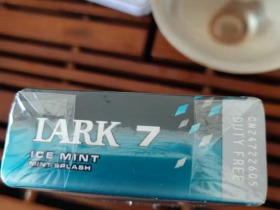 LARK 7
ICE MINT
MINT SPLASH
DUTY FREE